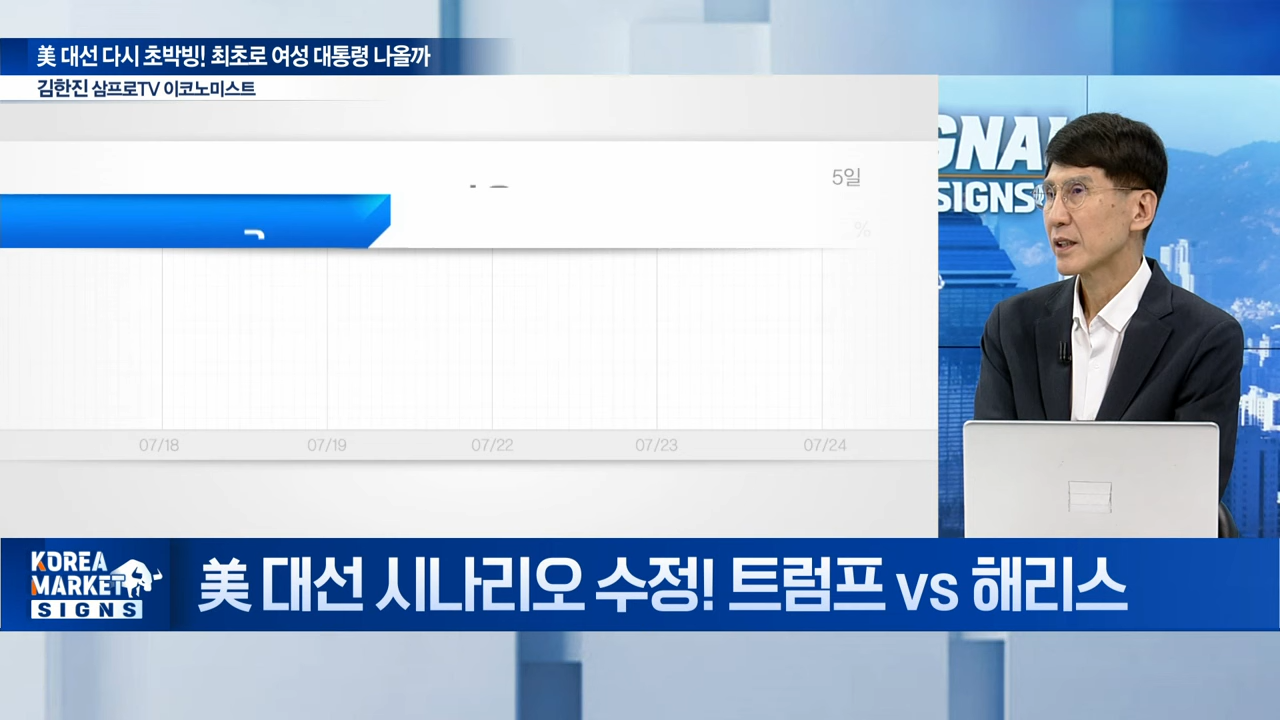 美 대선 다시 초박빙! 최초로 여성 대통령 나올까
김한진 삼프로TV 이코노미스트
5일
%
07/18 07/19 07/22 07/23 07/24
SIGNS
KOREA
MARKET
SIGNS
美 대선 시나리오 수정! 트럼프 vs 해리스